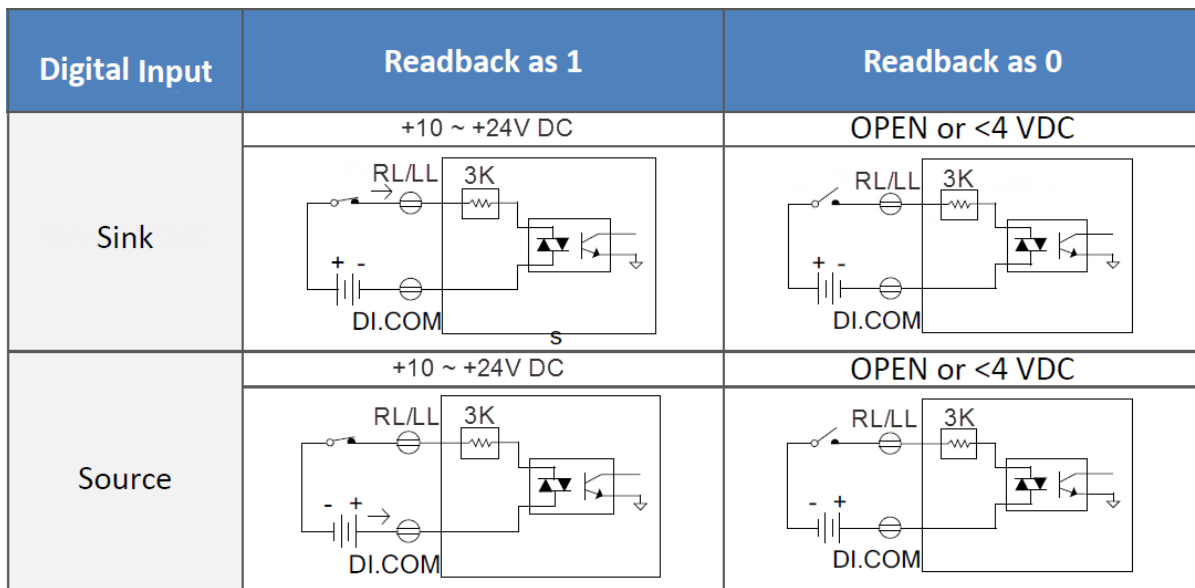 Digital Input
Readback as 1
Readback as 0
Sink
+10 ~ +24V DC
OPEN or <4 VDC
RL/LL 3K
+ -
DI.COM
s
RL/LL 3K
+ -
DI.COM
Source
+10 ~ +24V DC
OPEN or <4 VDC
RL/LL 3K
- +
DI.COM
RL/LL 3K
- +
DI.COM